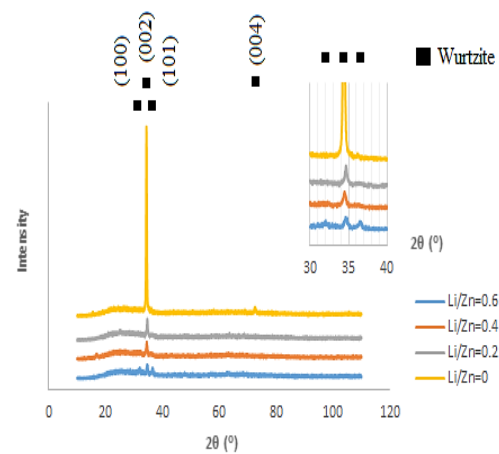 (100)
(002)
(101)
(004)
Wurtzite
Intensity
30 35 40
2θ (°)
Li/Zn=0.6
Li/Zn=0.4
Li/Zn=0.2
Li/Zn=0
0 20 40 60 80 100 120
2θ (°)